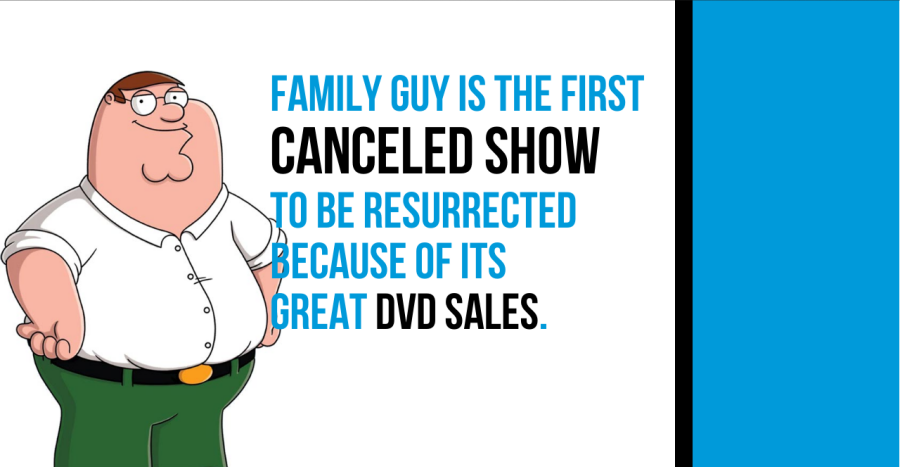 FAMILY GUY IS THE FIRST
CANCELED SHOW
TO BE RESURRECTED
BECAUSE OF ITS
GREAT DVD SALES.